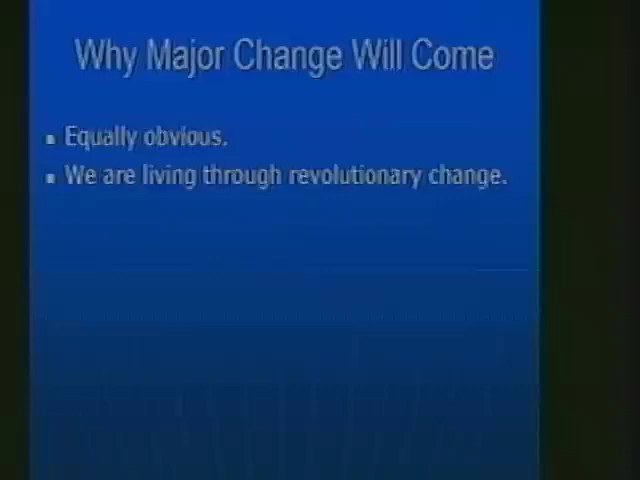 Why Major Change Will Come
Equally obvious.
We are living through revolutionary change.